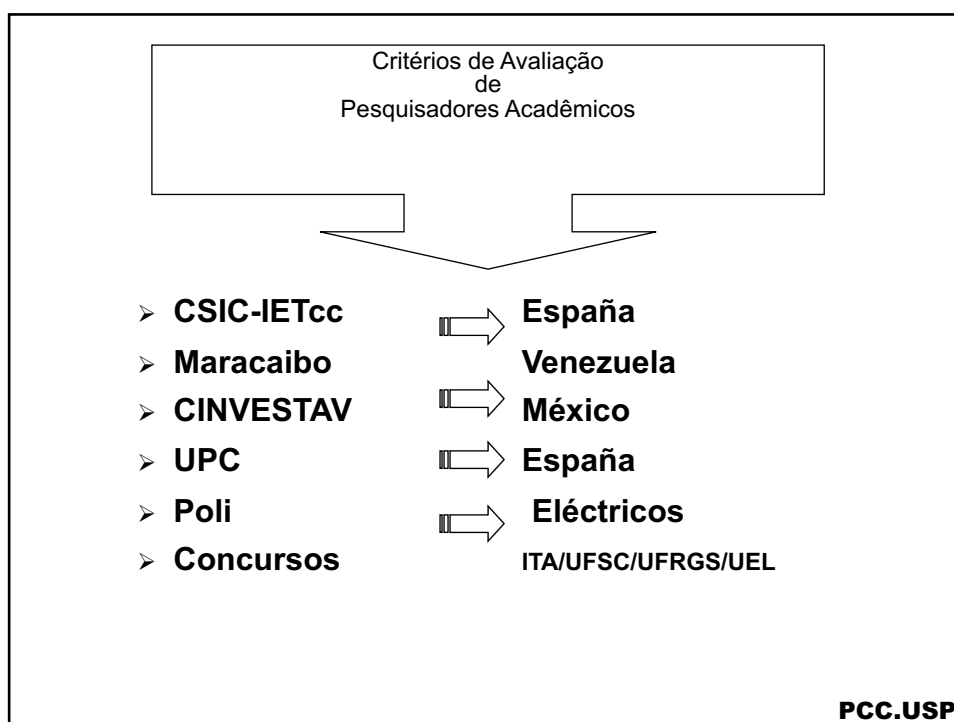 Critérios de Avaliação
de
Pesquisadores Acadêmicos
CSIC-IETcc España
Maracaibo Venezuela
CINVESTAV México
UPC España
Poli Eléctricos
Concursos ITA/UFSC/UFRGS/UEL
PCC.USP